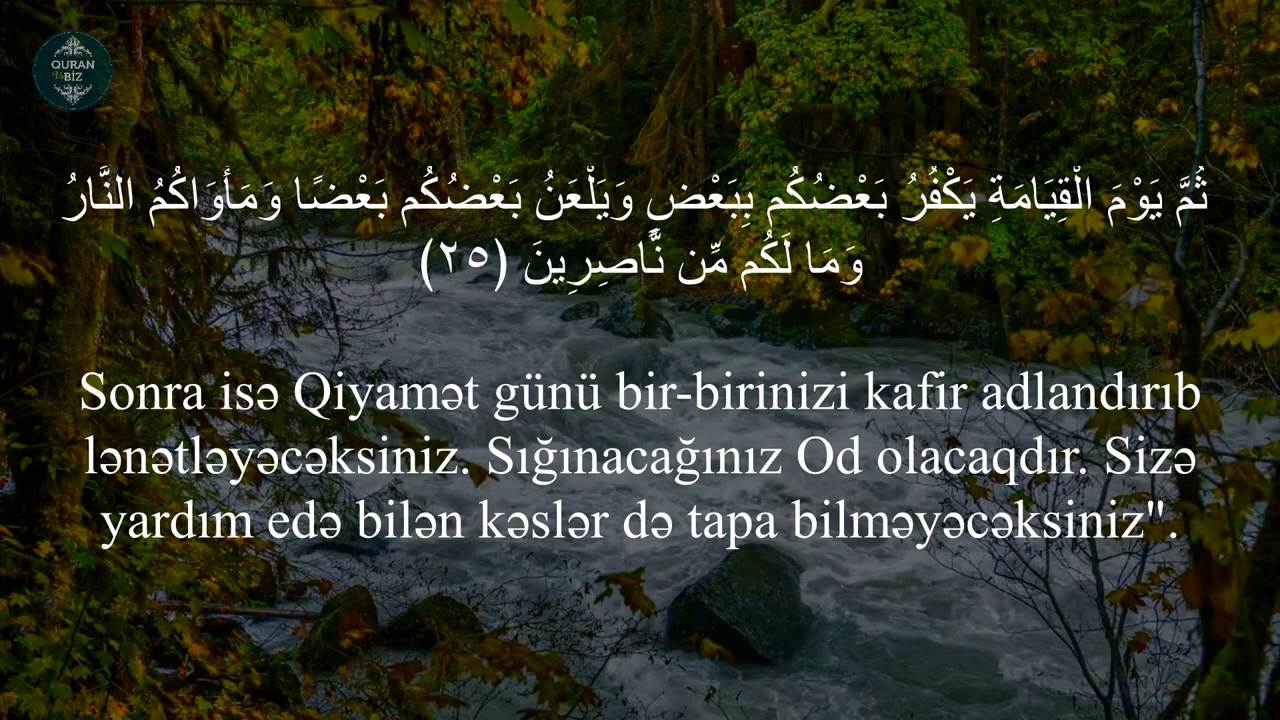 QURAN
Və
BİZ
ثُمَّ يَوْمَ الْقِيَامَةِ يَكْفُرُ بَعْضُكُم بِبَعْضٍ وَيَلْعَنُ بَعْضُكُم بَعْضًا وَمَأْوَاكُمُ النَّارُ
وَمَا لَكُم مِّن نَّاصِرِينَ (٢٥)
Sonra isə Qiyamət günü bir-birinizi kafir adlandırıb
lənətləyəcəksiniz. Sığınacağınız Od olacaqdır. Sizə
yardım edə bilən kəslər də tapa bilməyəcəksiniz".